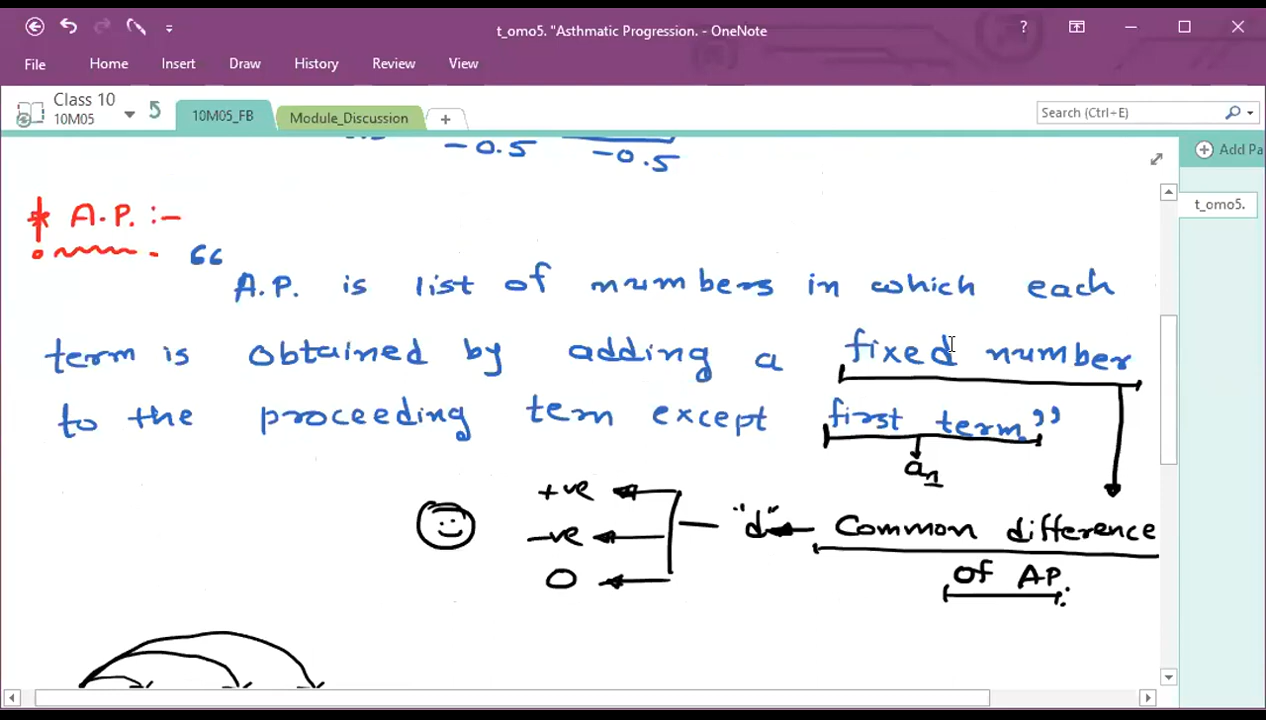 t_omo5. "Asthmatic Progression. - OneNote
?
File Home Insert Draw History Review View
Class 10
10M05
10M05_FB
Module_Discussion
+
Search (Ctrl+E)
Add Pa
t_omo5.
-0.5 -0.5
* A.P. :-
“ A.P. is list of numbers in which each
term is obtained by adding a fixed number
to the proceeding term except first term”
a1
+ve
-ve
0
"d"
Common difference
of AP.